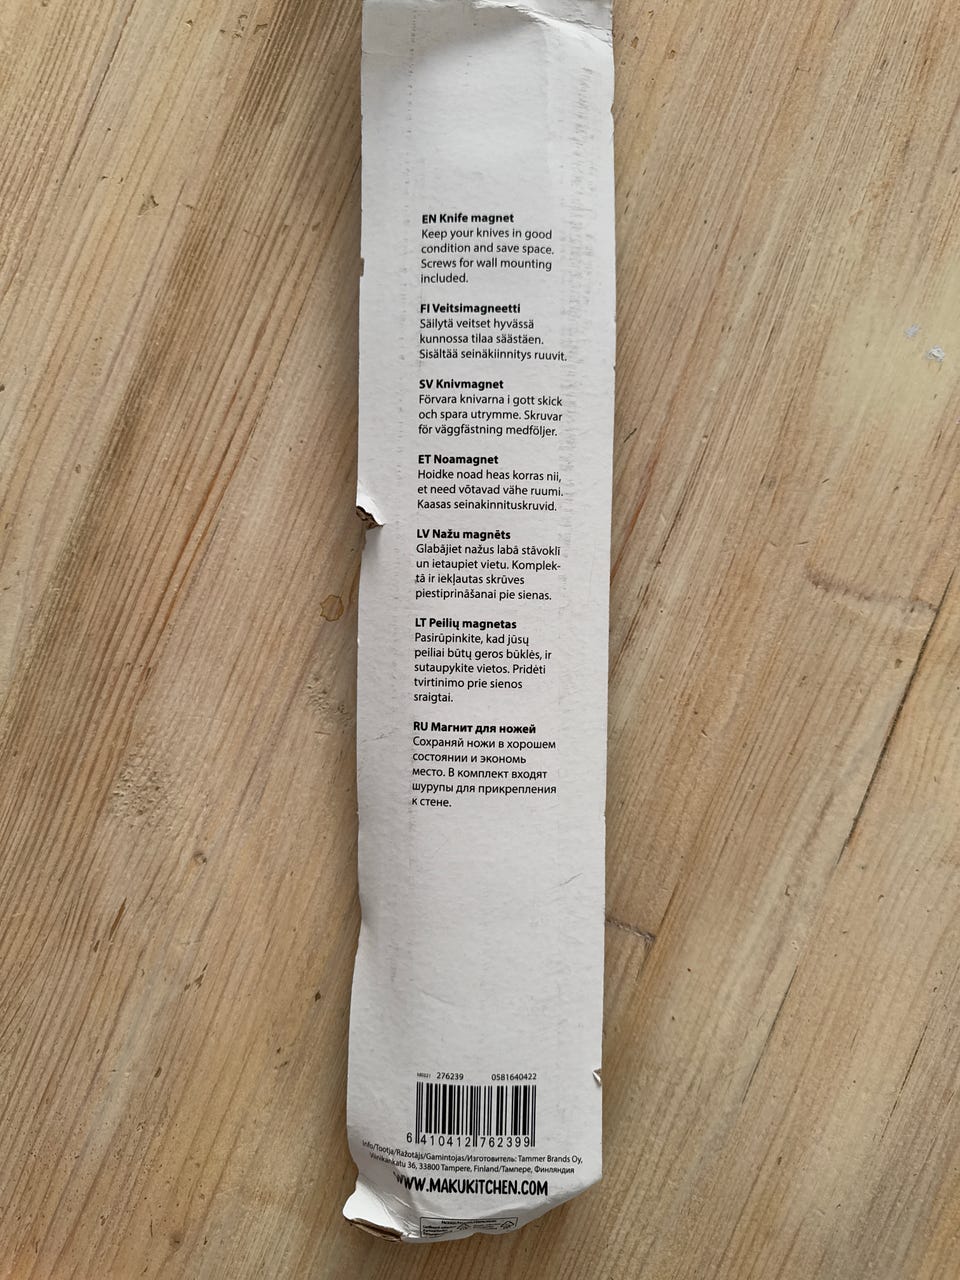 EN Knife magnet
Keep your knives in good
condition and save space.
Screws for wall mounting
included.
FI Veitsimagneetti
Säilytä veitset hyvässä
kunnossa tilaa säästäen.
Sisältää seinäkiinnitys ruuvit.
SV Knivmagnet
Förvara knivarna i gott skick
och spara utrymme. Skruvar
för väggfästning medföljer.
ET Noamagnet
Hoidke noad heas korras nii,
et need võtavad vähe ruumi.
Kaasas seinakinnituskruvid.
LV Nažu magnēts
Glabājiet nažus labā stāvoklī
un ietaupiet vietu. Komplek-
tā ir iekļautas skrūves
piestiprināšanai pie sienas.
LT Peilių magnetas
Pasirūpinkite, kad jūsų
peiliai būtų geros būklės, ir
sutaupykite vietos. Pridėti
tvirtinimo prie sienos
sraigtai.
RU Магнит для ножей
Сохраняй ножи в хорошем
состоянии и экономь
место. В комплект входят
шурупы для прикрепления
к стене.
276239 0581640422
6 410412 762399
Info/Tootja/Ražotājs/Gamintojas/Изготовитель: Tammer Brands Oy,
Viinikankatu 36, 33800 Tampere, Finland/Тампере, Финляндия
WWW.MAKUKITCHEN.COM